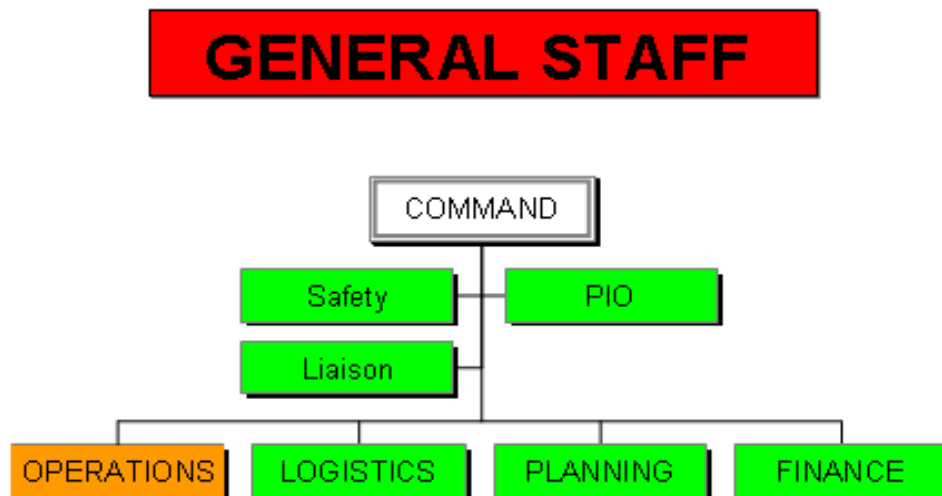 GENERAL STAFF
COMMAND
Safety
PIO
Liaison
OPERATIONS
LOGISTICS
PLANNING
FINANCE